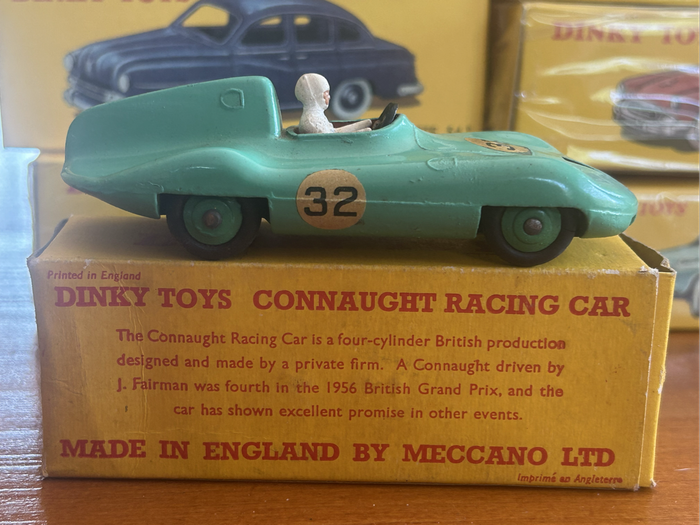 DINKY TOYS
DINKY TO
TOYS
32
Printed in England
DINKY TOYS CONNAUGHT RACING CAR
The Connaught Racing Car is a four-cylinder British production
designed and made by a private firm. A Connaught driven by
J. Fairman was fourth in the 1956 British Grand Prix, and the
car has shown excellent promise in other events.
MADE IN ENGLAND BY MECCANO LTD
Imprimé en Angleterre